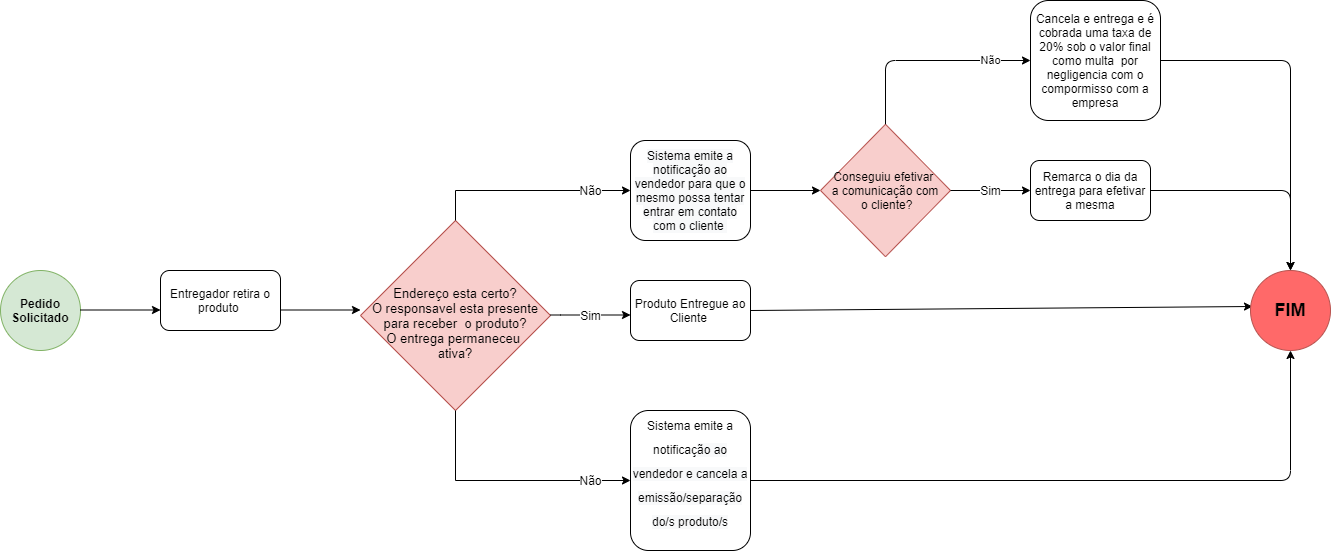 Pedido
Solicitado
Entregador retira o
produto
Endereço esta certo?
O responsavel esta presente
para receber o produto?
O entrega permaneceu
ativa?
Não
Sistema emite a
notificação ao
vendedor para que o
mesmo possa tentar
entrar em contato
com o cliente
Conseguiu efetivar
a comunicação com
o cliente?
Não
Cancela e entrega e é
cobrada uma taxa de
20% sob o valor final
como multa por
negligencia com o
compormisso com a
empresa
Sim
Remarca o dia da
entrega para efetivar
a mesma
Sim
Produto Entregue ao
Cliente
Não
Sistema emite a
notificação ao
vendedor e cancela a
emissão/separação
do/s produto/s
FIM